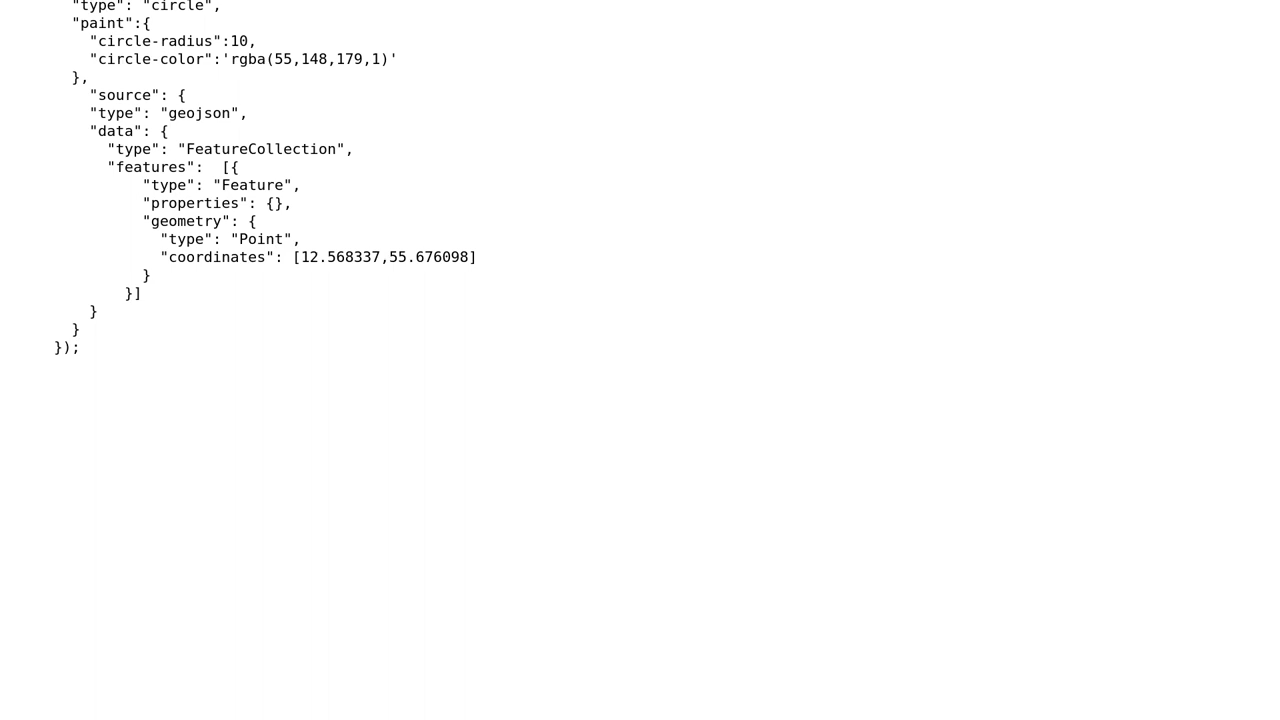 "type": "circle",
"paint":{
"circle-radius":10,
"circle-color":'rgba(55,148,179,1)'
},
"source": {
"type": "geojson",
"data": {
"type": "FeatureCollection",
"features":  [{
"type": "Feature",
"properties": {},
"geometry": {
"type": "Point",
"coordinates": [12.568337,55.676098]
}
}]
}
}
});